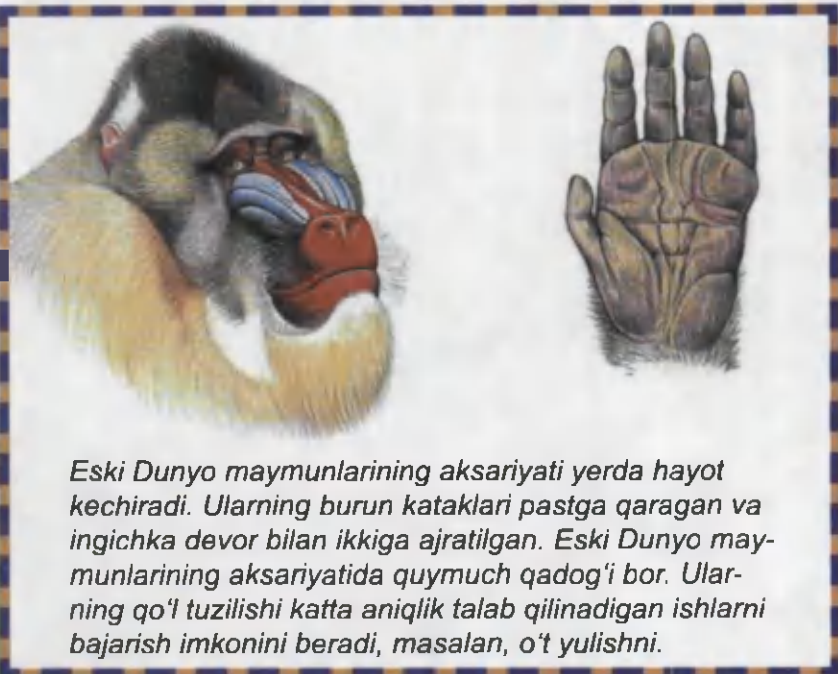 Eski Dunyo maymunlarining aksariyati yerda hayot
kechiradi. Ularning burun kataklari pastga qaragan va
ingichka devor bilan ikkiga ajratilgan. Eski Dunyo may-
munlarining aksariyatida quymuch qadog‘i bor. Ular-
ning qo‘l tuzilishi katta aniqlik talab qilinadigan ishlarni
bajarish imkonini beradi, masalan, o‘t yulishni.